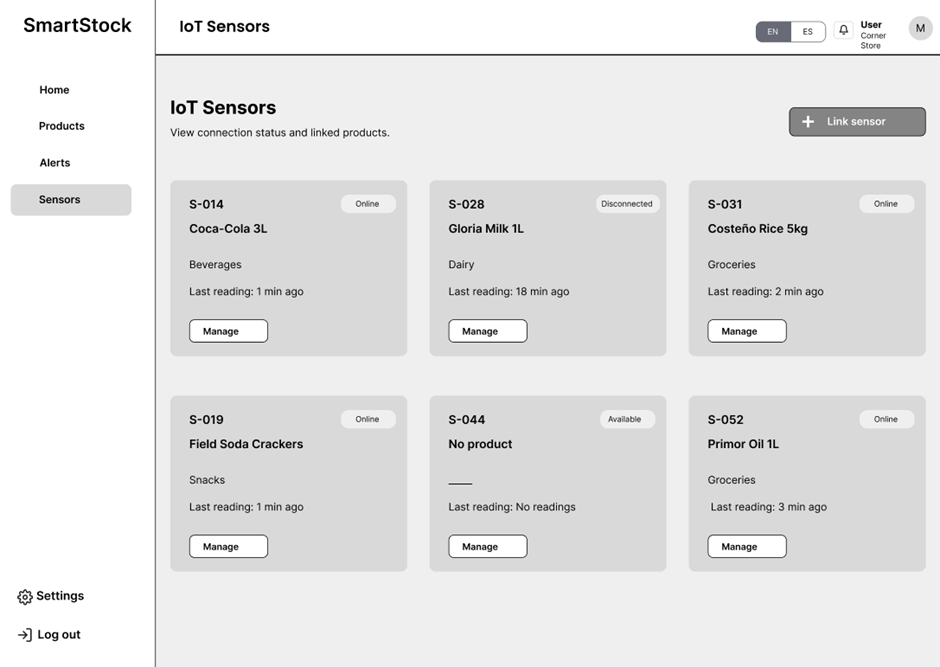 SmartStock
IoT Sensors
EN
ES
User
Corner
Store
M
Home
Products
Alerts
Sensors
Settings
Log out
IoT Sensors
View connection status and linked products.
Link sensor
S-014
Online
Coca-Cola 3L
Beverages
Last reading: 1 min ago
Manage
S-028
Disconnected
Gloria Milk 1L
Dairy
Last reading: 18 min ago
Manage
S-031
Online
Costeño Rice 5kg
Groceries
Last reading: 2 min ago
Manage
S-019
Online
Field Soda Crackers
Snacks
Last reading: 1 min ago
Manage
S-044
Available
No product
Last reading: No readings
Manage
S-052
Online
Primor Oil 1L
Groceries
Last reading: 3 min ago
Manage